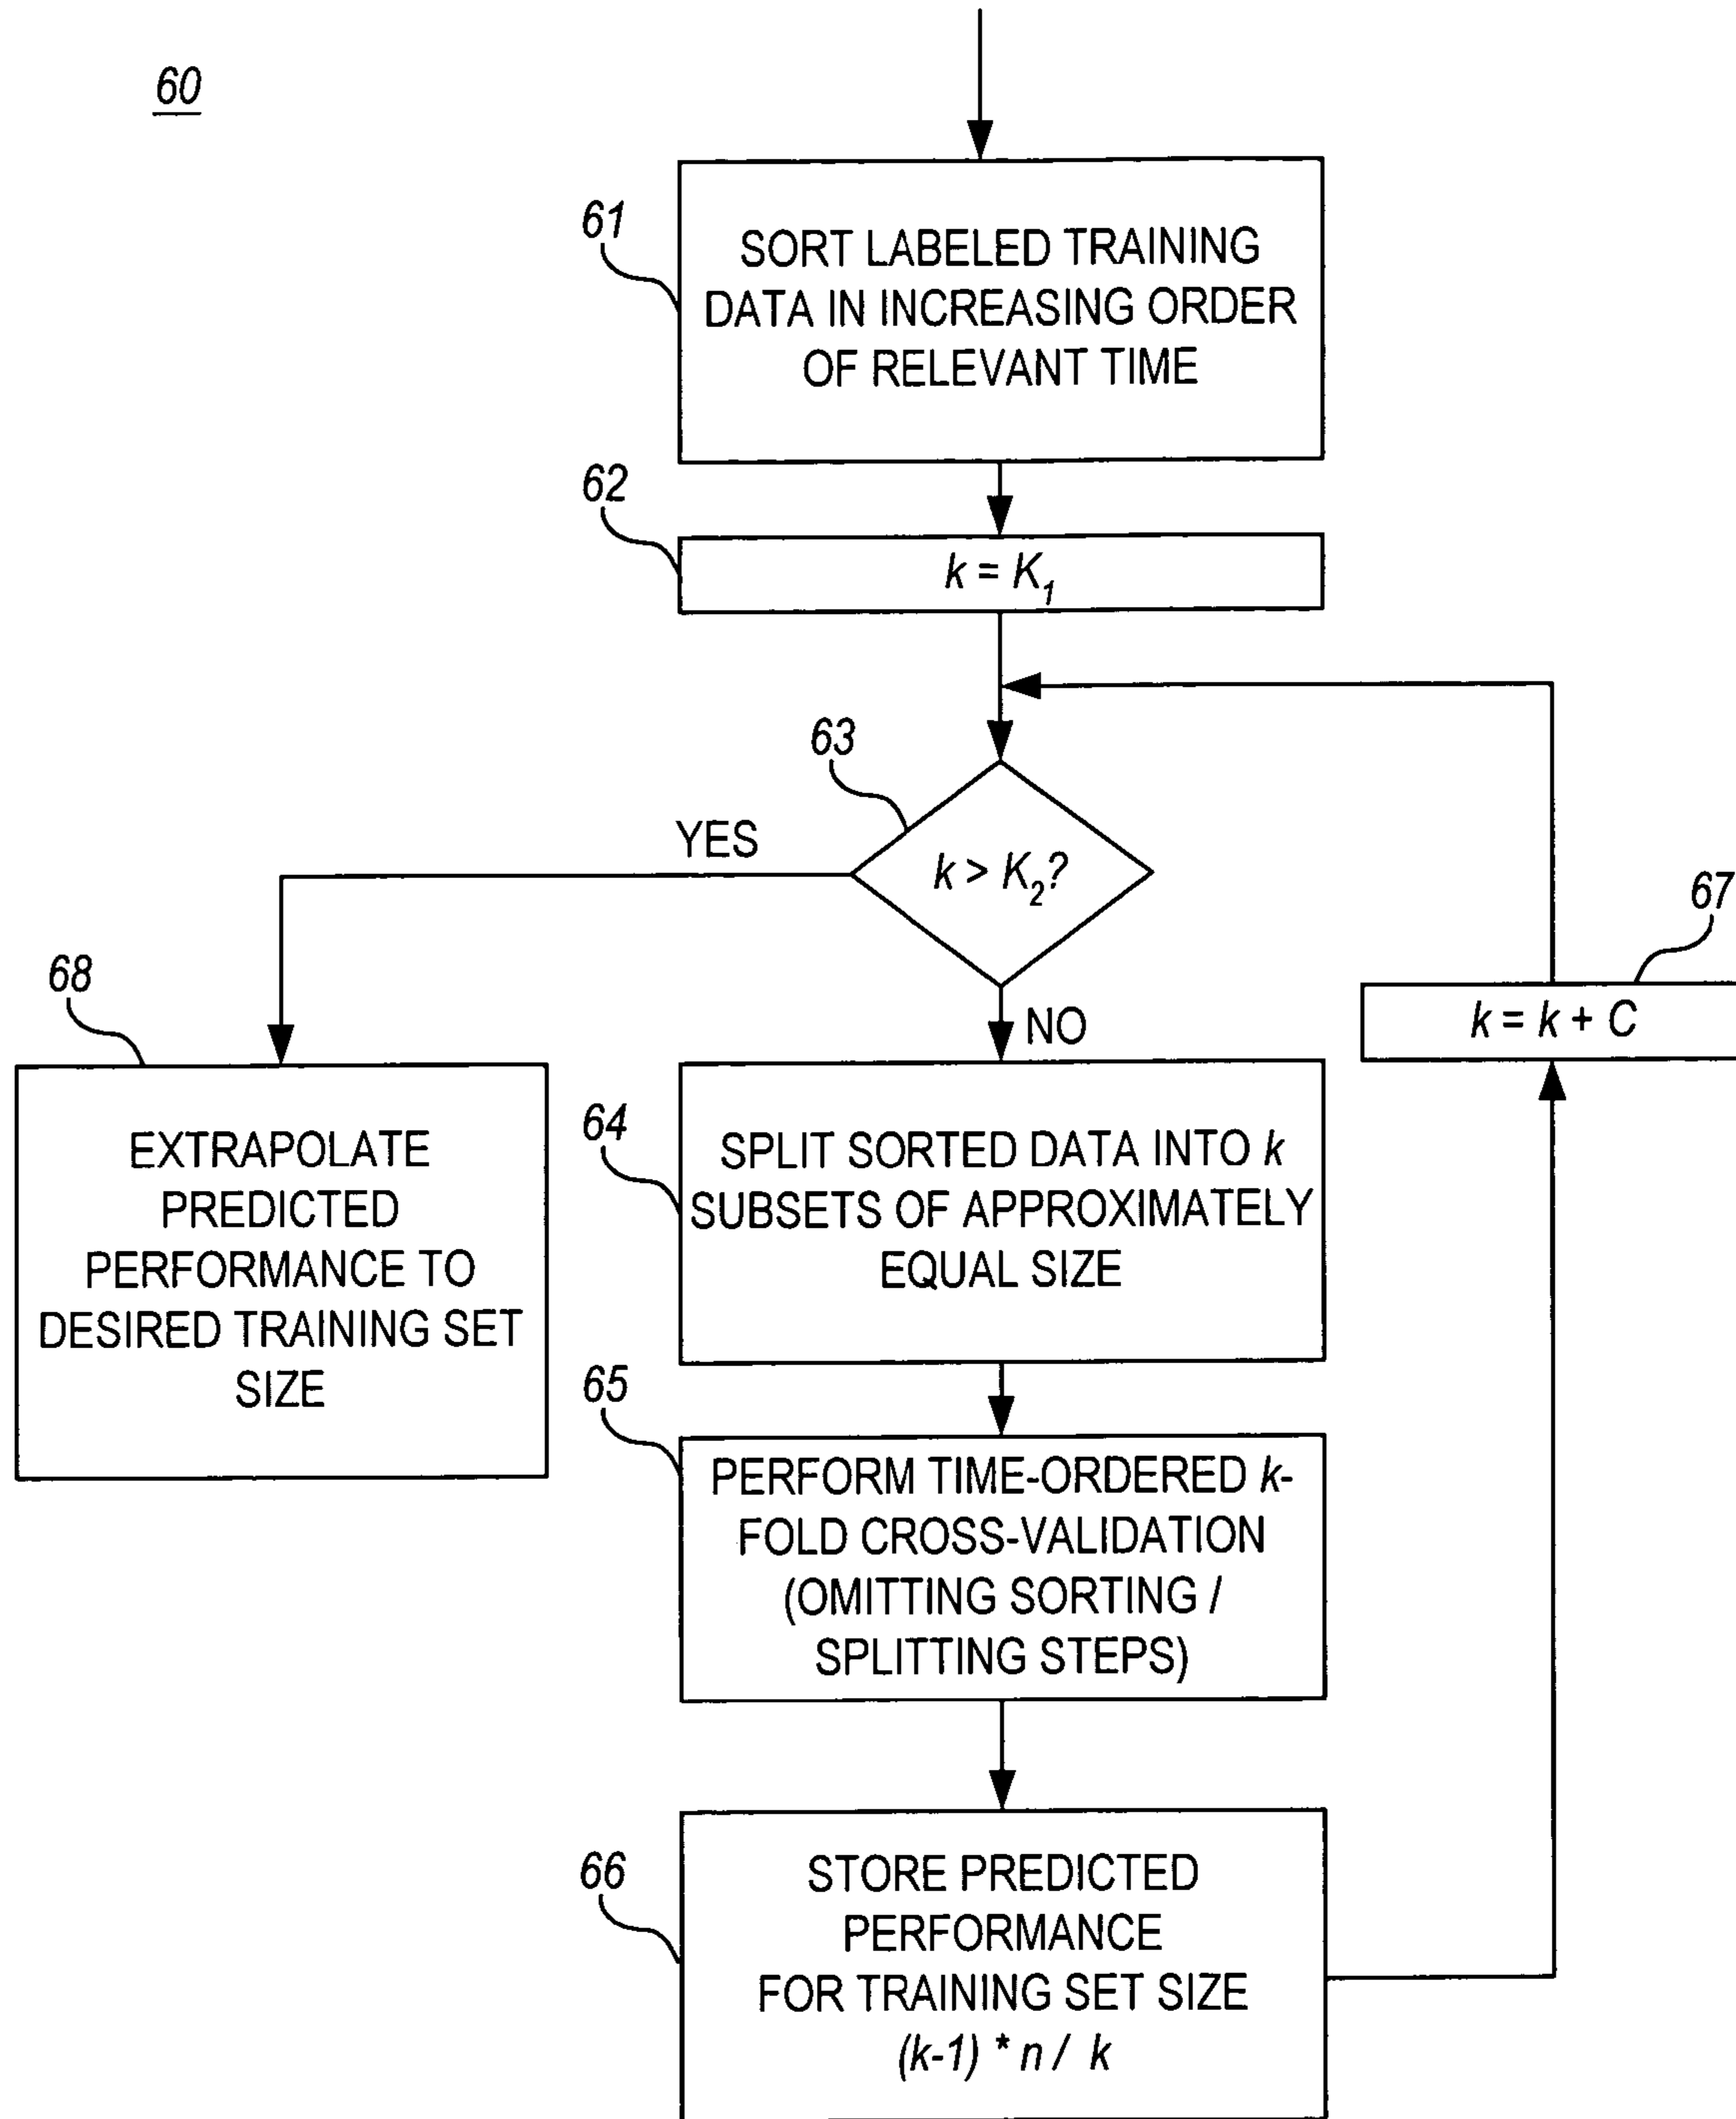 60
61
SORT LABELED TRAINING
DATA IN INCREASING ORDER
OF RELEVANT TIME
62
k = K₁
63
YES
k > K₂?
67
68
NO
k = k + C
EXTRAPOLATE
PREDICTED
PERFORMANCE TO
DESIRED TRAINING SET
SIZE
64
SPLIT SORTED DATA INTO k
SUBSETS OF APPROXIMATELY
EQUAL SIZE
65
PERFORM TIME-ORDERED k-
FOLD CROSS-VALIDATION
(OMITTING SORTING /
SPLITTING STEPS)
66
STORE PREDICTED
PERFORMANCE
FOR TRAINING SET SIZE
(k-1) * n / k